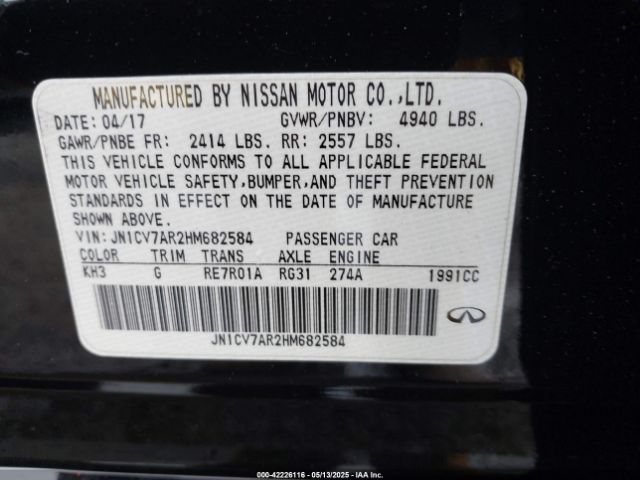 MANUFACTURED BY NISSAN MOTOR CO.,LTD.
DATE: 04/17 GVWR/PNBV: 4940 LBS.
GAWR/PNBE FR: 2414 LBS. RR: 2557 LBS.
THIS VEHICLE CONFORMS TO ALL APPLICABLE FEDERAL
MOTOR VEHICLE SAFETY,BUMPER,AND THEFT PREVENTION
STANDARDS IN EFFECT ON THE DATE OF MANUFACTURE
SHOWN ABOVE.
VIN: JN1CV7AR2HM682584 PASSENGER CAR
COLOR TRIM TRANS AXLE ENGINE
KH3 G RE7R01A RG31 274A 1991CC
JN1CV7AR2HM682584
000-42226116 - 05/13/2025 - IAA Inc.